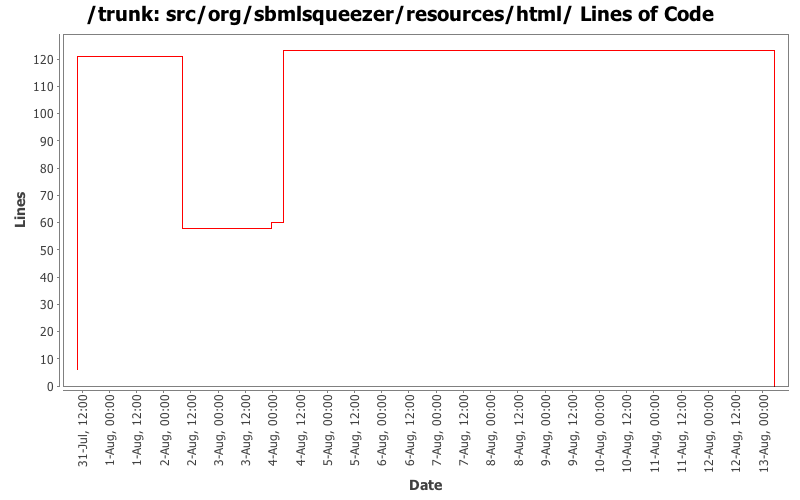 /trunk: src/org/sbmlsqueezer/resources/html/ Lines of Code
120
110
100
90
80
70
60
50
40
30
20
10
0
Lines
31-Jul, 12:00
1-Aug, 00:00
1-Aug, 12:00
2-Aug, 00:00
2-Aug, 12:00
3-Aug, 00:00
3-Aug, 12:00
4-Aug, 00:00
4-Aug, 12:00
5-Aug, 00:00
5-Aug, 12:00
6-Aug, 00:00
6-Aug, 12:00
7-Aug, 00:00
7-Aug, 12:00
8-Aug, 00:00
8-Aug, 12:00
9-Aug, 00:00
9-Aug, 12:00
10-Aug, 00:00
10-Aug, 12:00
11-Aug, 00:00
11-Aug, 12:00
12-Aug, 00:00
12-Aug, 12:00
13-Aug, 00:00
Date